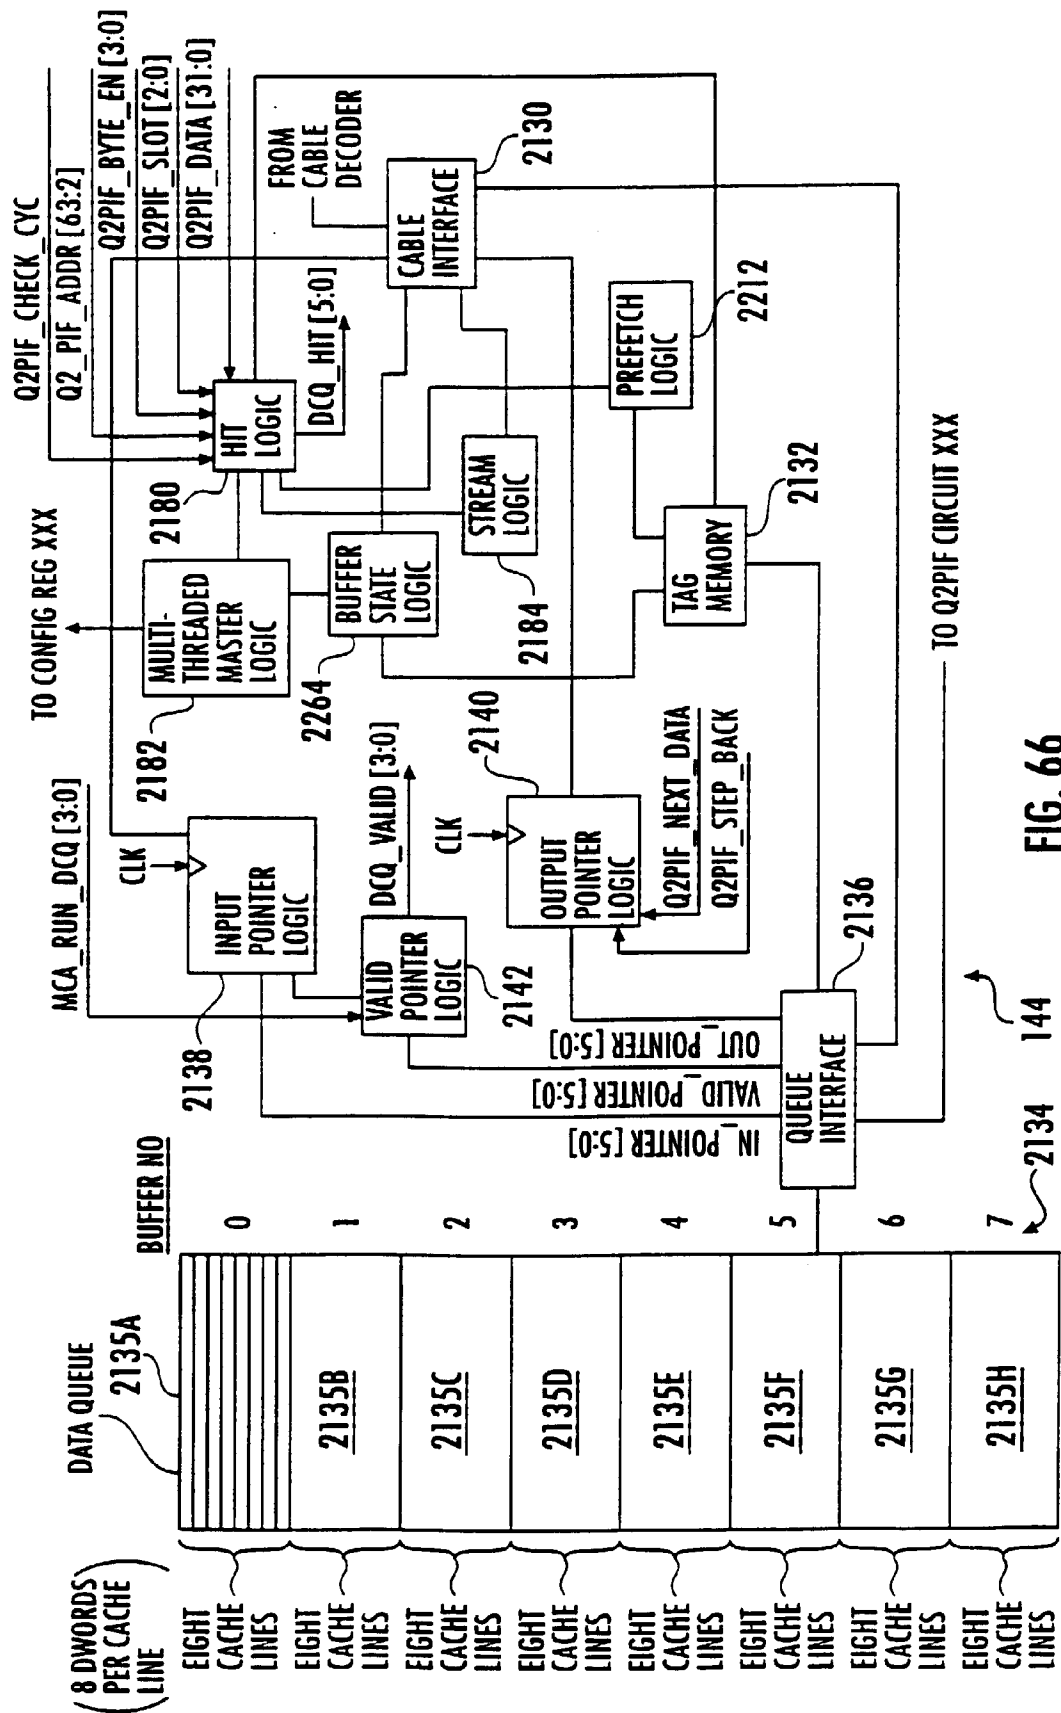 (8 DWORDS
PER CACHE
LINE)
DATA QUEUE
2135A
BUFFER NO
EIGHT
CACHE
LINES
0
EIGHT
CACHE
LINES
2135B
1
EIGHT
CACHE
LINES
2135C
2
EIGHT
CACHE
LINES
2135D
3
EIGHT
CACHE
LINES
2135E
4
EIGHT
CACHE
LINES
2135F
5
EIGHT
CACHE
LINES
2135G
6
EIGHT
CACHE
LINES
2135H
7
2134
144
MCA_RUN_DCQ [3:0]
CLK
INPUT
POINTER
LOGIC
2138
VALID
POINTER
LOGIC
2142
DCQ_VALID [3:0]
CLK
OUTPUT
POINTER
LOGIC
2140
Q2PIF_NEXT_DATA
Q2PIF_STEP_BACK
IN_POINTER [5:0]
VALID_POINTER [5:0]
OUT_POINTER [5:0]
QUEUE
INTERFACE
2136
TO CONFIG REG XXX
MULTI-
THREADED
MASTER
LOGIC
2182
BUFFER
STATE
LOGIC
2264
HIT
LOGIC
2180
STREAM
LOGIC
2184
TAG
MEMORY
2132
PREFETCH
LOGIC
2212
CABLE
INTERFACE
2130
FROM
CABLE
DECODER
DCQ_HIT [5:0]
Q2PIF_CHECK_CYC
Q2_PIF_ADDR [63:2]
Q2PIF_BYTE_EN [3:0]
Q2PIF_SLOT [2:0]
Q2PIF_DATA [31:0]
TO Q2PIF CIRCUIT XXX
FIG. 66